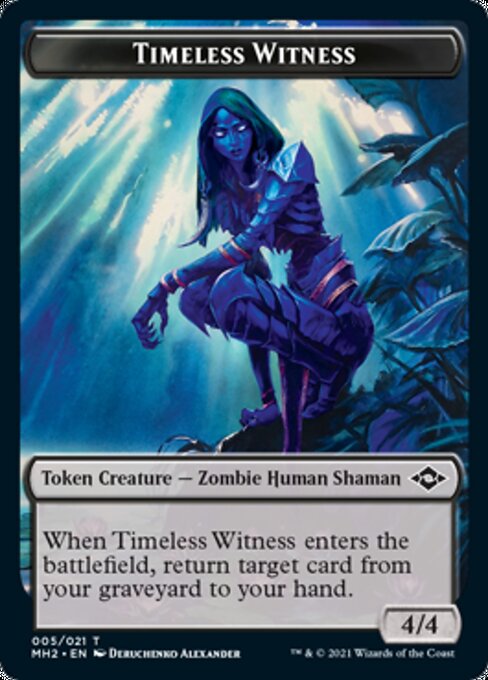 TIMELESS WITNESS
Token Creature — Zombie Human Shaman
When Timeless Witness enters the
battlefield, return target card from
your graveyard to your hand.
4/4
005/021 T
MH2 • EN DERUCHENKO ALEXANDER
™ & © 2021 Wizards of the Coast